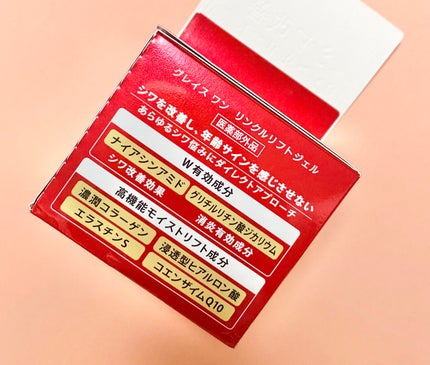 グレイス ワン リンクルリフトジェル
医薬部外品
シワを改善し、年齢サインを感じさせない
あらゆるシワ悩みにダイレクトアプローチ
W有効成分
ナイアシンアミド グリチルリチン酸ジカリウム
シワ改善効果 消炎有効成分
高機能モイストリフト成分
濃潤コラーゲン 浸透型ヒアルロン酸
エラスチンS コエンザイムQ10